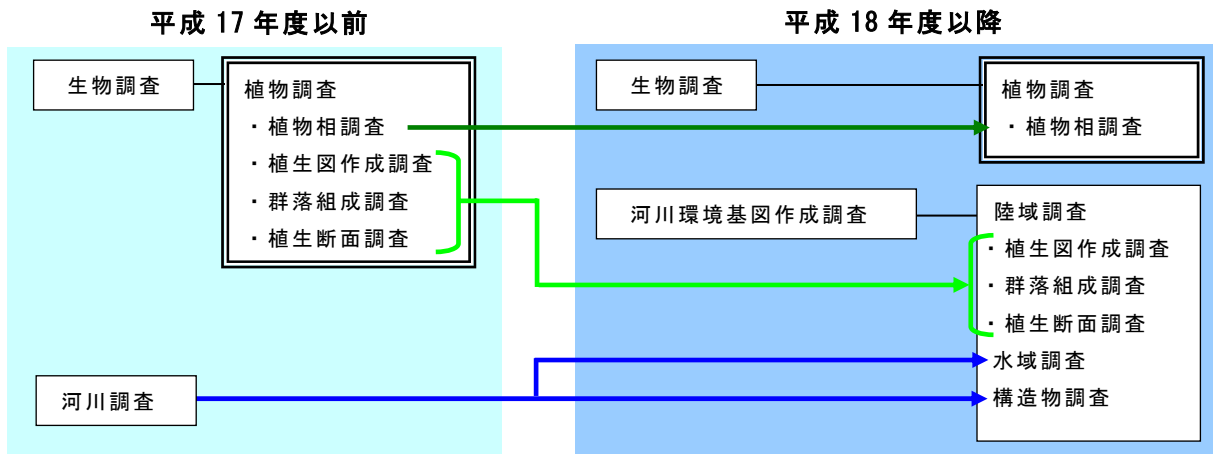 平成 17 年度以前
生物調査
植物調査
・植物相調査
・植生図作成調査
・群落組成調査
・植生断面調査
河川調査
平成 18 年度以降
生物調査
植物調査
・植物相調査
河川環境基図作成調査
陸域調査
・植生図作成調査
・群落組成調査
・植生断面調査
水域調査
構造物調査